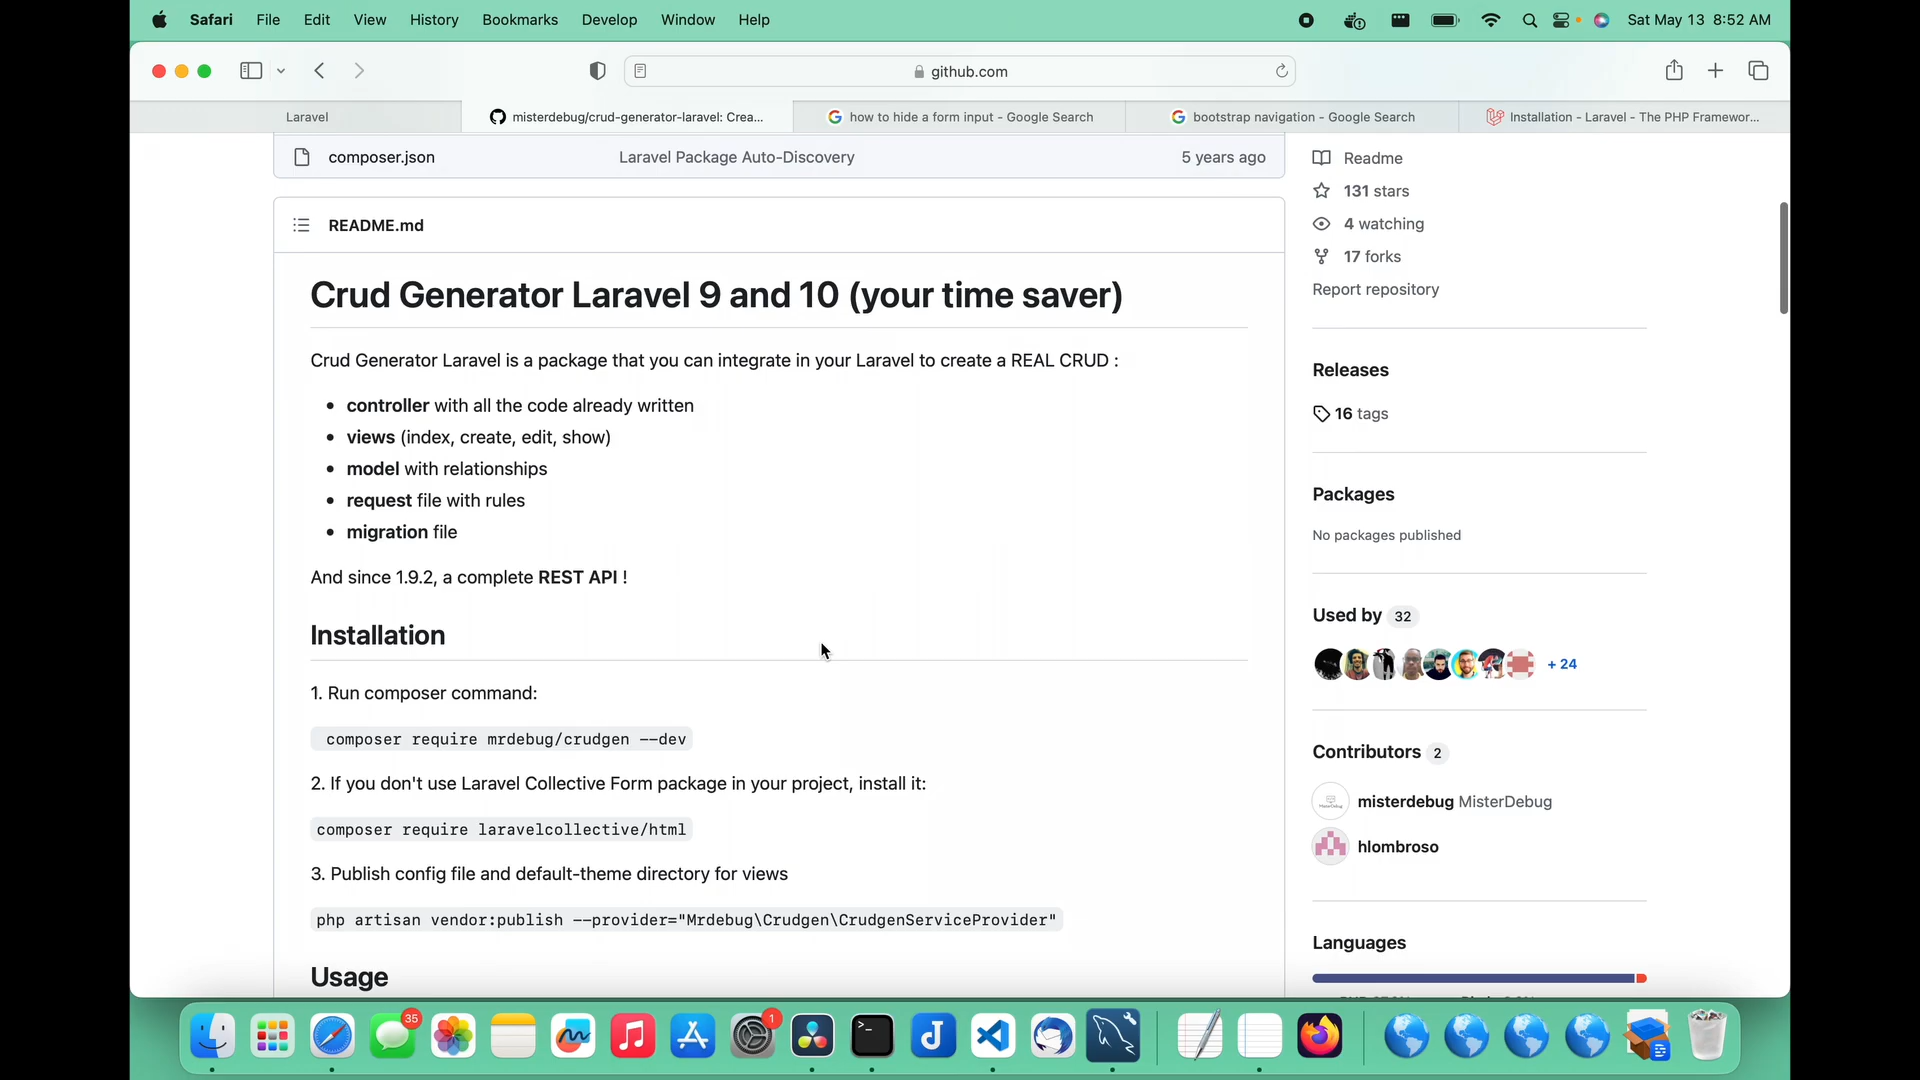 Safari File Edit View History Bookmarks Develop Window Help Sat May 13 8:52 AM
github.com
Laravel
misterdebug/crud-generator-laravel: Crea...
how to hide a form input - Google Search
bootstrap navigation - Google Search
Installation - Laravel - The PHP Framewor...
composer.json Laravel Package Auto-Discovery 5 years ago
README.md
Crud Generator Laravel 9 and 10 (your time saver)
Crud Generator Laravel is a package that you can integrate in your Laravel to create a REAL CRUD :
• controller with all the code already written
• views (index, create, edit, show)
• model with relationships
• request file with rules
• migration file
And since 1.9.2, a complete REST API !
Installation
1. Run composer command:
composer require mrdebug/crudgen --dev
2. If you don't use Laravel Collective Form package in your project, install it:
composer require laravelcollective/html
3. Publish config file and default-theme directory for views
php artisan vendor:publish --provider="Mrdebug\Crudgen\CrudgenServiceProvider"
Usage
Readme
131 stars
4 watching
17 forks
Report repository
Releases
16 tags
Packages
No packages published
Used by 32
+ 24
Contributors 2
misterdebug MisterDebug
hlombroso
Languages
35
1